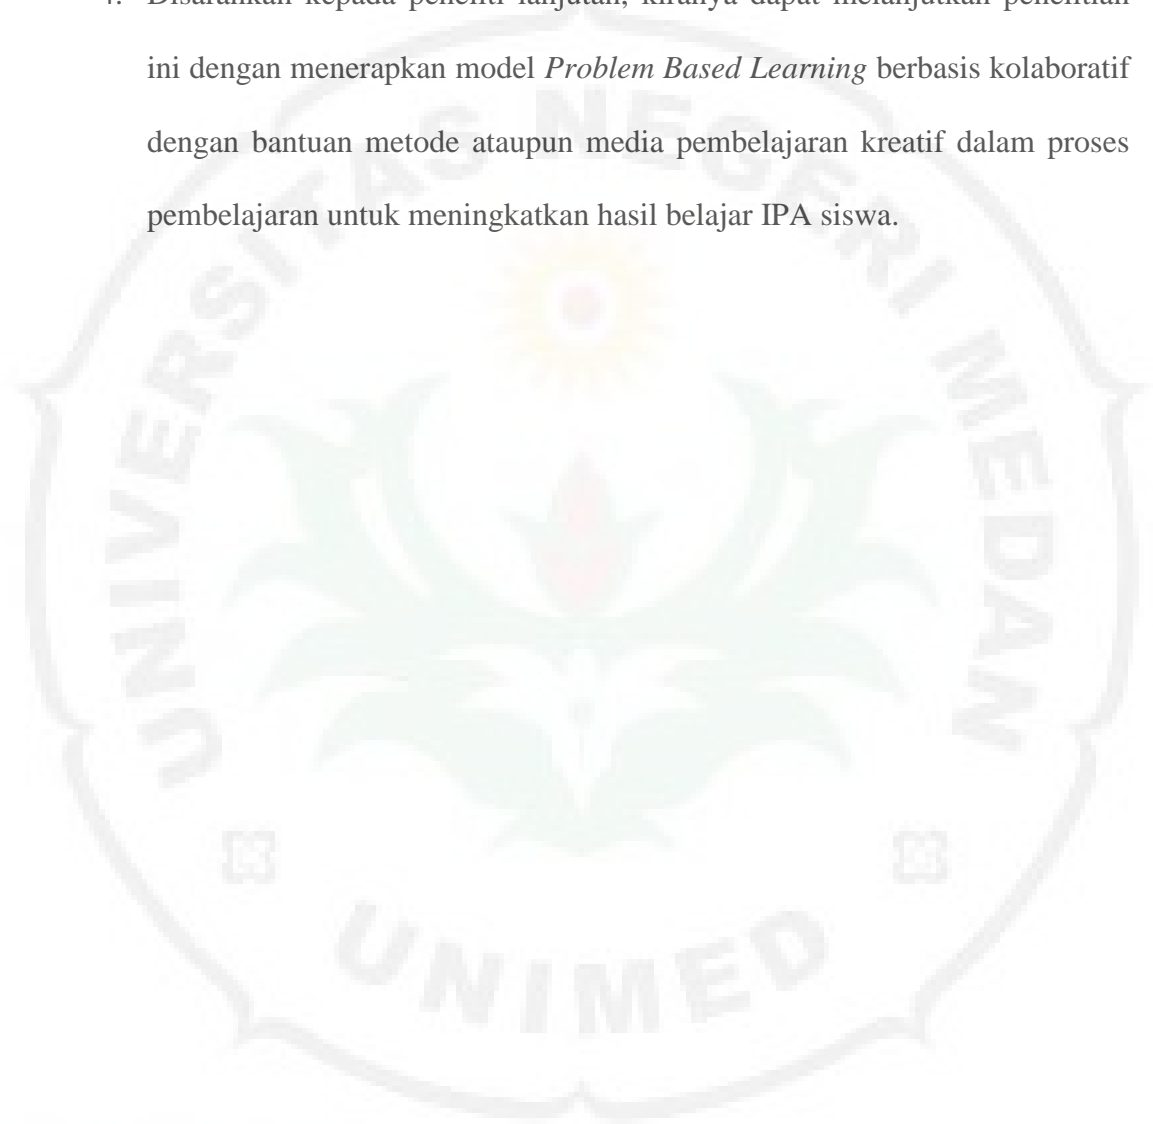 4. Disarankan kepada peneliti lanjutan, kiranya dapat melanjutkan penelitian
ini dengan menerapkan model Problem Based Learning berbasis kolaboratif
dengan bantuan metode ataupun media pembelajaran kreatif dalam proses
pembelajaran untuk meningkatkan hasil belajar IPA siswa.
UNIVERSITAS NEGERI MEDAN
UNIMED